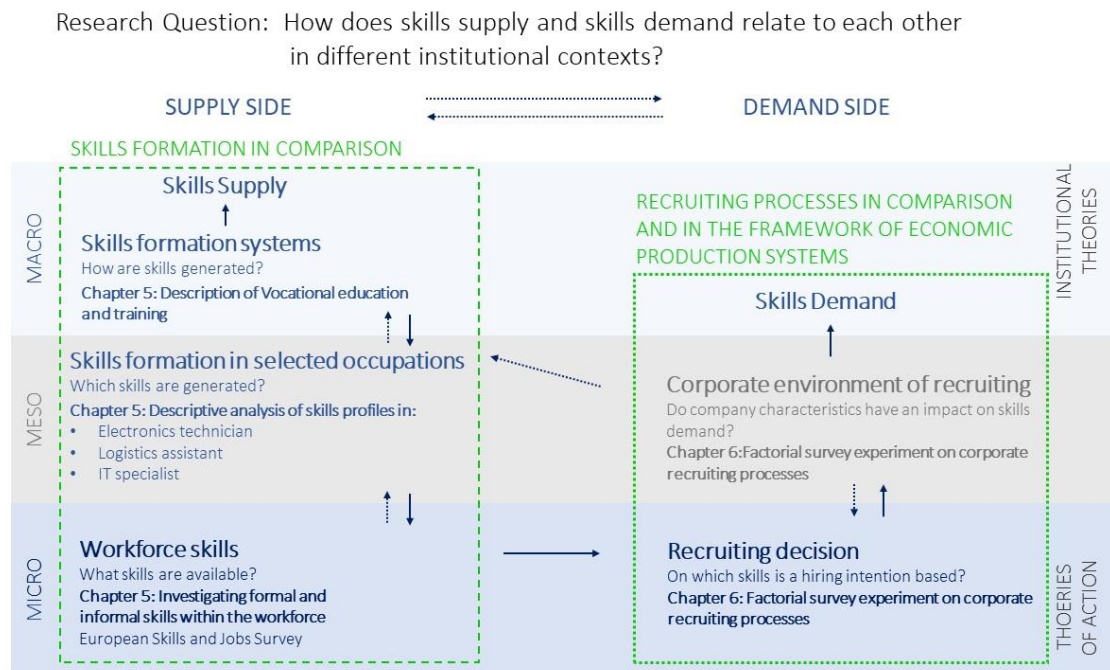 Research Question: How does skills supply and skills demand relate to each other
in different institutional contexts?
SUPPLY SIDE
DEMAND SIDE
SKILLS FORMATION IN COMPARISON
MACRO
Skills Supply
Skills formation systems
How are skills generated?
Chapter 5: Description of Vocational education
and training
RECRUITING PROCESSES IN COMPARISON
AND IN THE FRAMEWORK OF ECONOMIC
PRODUCTION SYSTEMS
Skills Demand
INSTITUTIONAL
THEORIES
MESO
Skills formation in selected occupations
Which skills are generated?
Chapter 5: Descriptive analysis of skills profiles in:
• Electronics technician
• Logistics assistant
• IT specialist
Corporate environment of recruiting
Do company characteristics have an impact on skills
demand?
Chapter 6:Factorial survey experiment on corporate
recruiting processes
MICRO
Workforce skills
What skills are available?
Chapter 5: Investigating formal and
informal skills within the workforce
European Skills and Jobs Survey
Recruiting decision
On which skills is a hiring intention based?
Chapter 6: Factorial survey experiment on corporate
recruiting processes
THOERIES
OF ACTION